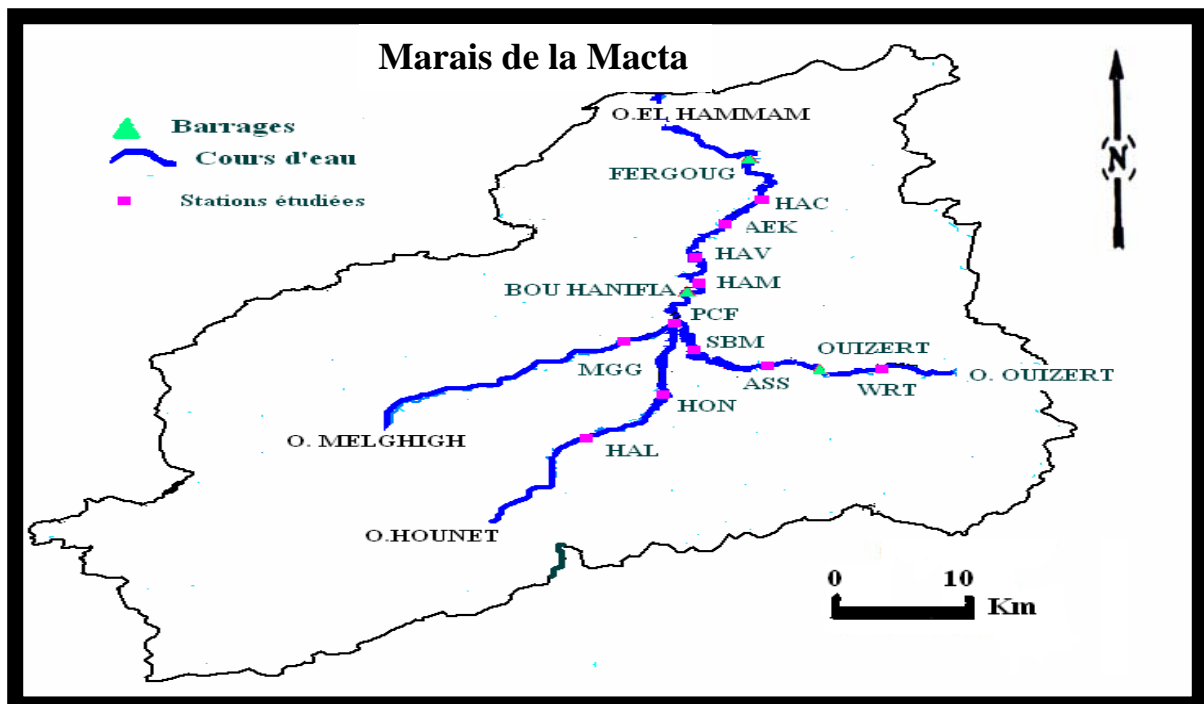 Marais de la Macta
O.EL HAMMAM
Barrages
Cours d'eau
FERGOUG
N
Stations étudiées
HAC
AEK
HAV
HAM
BOU HANIFIA
PCF
SBM
OUIZERT
MGG
ASS
WRT
O. OUIZERT
HON
O. MELGHIGH
HAL
O.HOUNET
0 10
Km